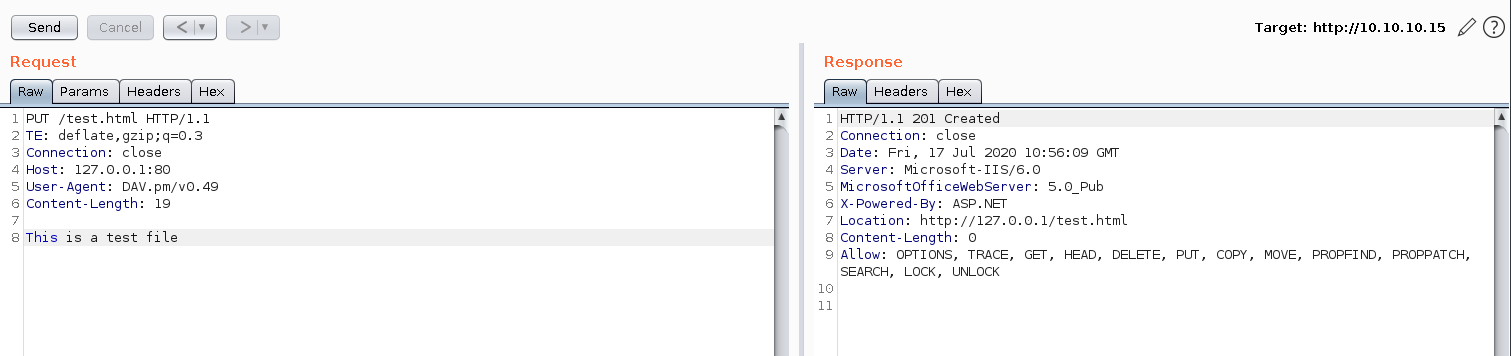 Send Cancel < > Target: http://10.10.10.15 ?
Request
Raw Params Headers Hex
1 PUT /test.html HTTP/1.1
2 TE: deflate,gzip;q=0.3
3 Connection: close
4 Host: 127.0.0.1:80
5 User-Agent: DAV.pm/v0.49
6 Content-Length: 19
7
8 This is a test file
Response
Raw Headers Hex
1 HTTP/1.1 201 Created
2 Connection: close
3 Date: Fri, 17 Jul 2020 10:56:09 GMT
4 Server: Microsoft-IIS/6.0
5 MicrosoftOfficeWebServer: 5.0_Pub
6 X-Powered-By: ASP.NET
7 Location: http://127.0.0.1/test.html
8 Content-Length: 0
9 Allow: OPTIONS, TRACE, GET, HEAD, DELETE, PUT, COPY, MOVE, PROPFIND, PROPPATCH,
SEARCH, LOCK, UNLOCK
10
11